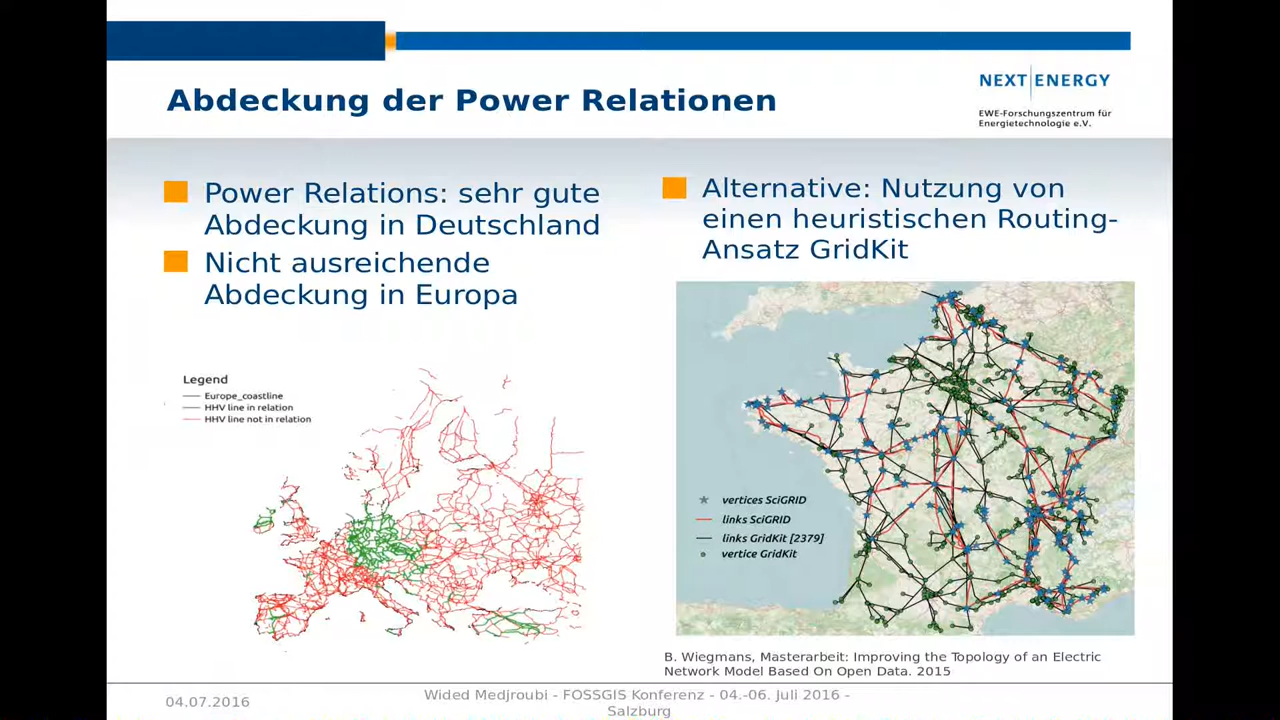 Abdeckung der Power Relationen
NEXT ENERGY
EWE-Forschungszentrum für
Energietechnologie e.V.
Power Relations: sehr gute
Abdeckung in Deutschland
Nicht ausreichende
Abdeckung in Europa
Legend
Europe_coastline
HHV line in relation
HHV line not in relation
Alternative: Nutzung von
einen heuristischen Routing-
Ansatz GridKit
vertices SciGRID
links SciGRID
links GridKit [2379]
vertice GridKit
B. Wiegmans, Masterarbeit: Improving the Topology of an Electric
Network Model Based On Open Data. 2015
04.07.2016
Wided Medjroubi - FOSSGIS Konferenz - 04.-06. Juli 2016 -
Salzburg